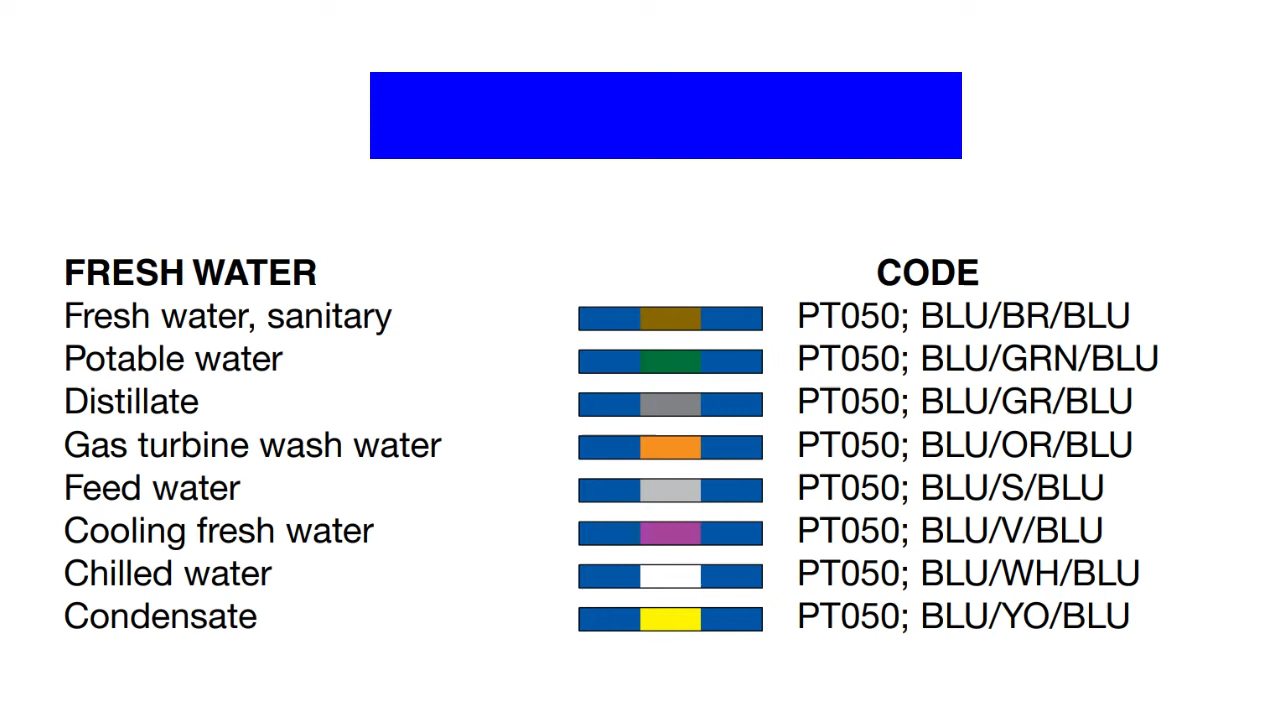 FRESH WATER CODE
Fresh water, sanitary PT050; BLU/BR/BLU
Potable water PT050; BLU/GRN/BLU
Distillate PT050; BLU/GR/BLU
Gas turbine wash water PT050; BLU/OR/BLU
Feed water PT050; BLU/S/BLU
Cooling fresh water PT050; BLU/V/BLU
Chilled water PT050; BLU/WH/BLU
Condensate PT050; BLU/YO/BLU